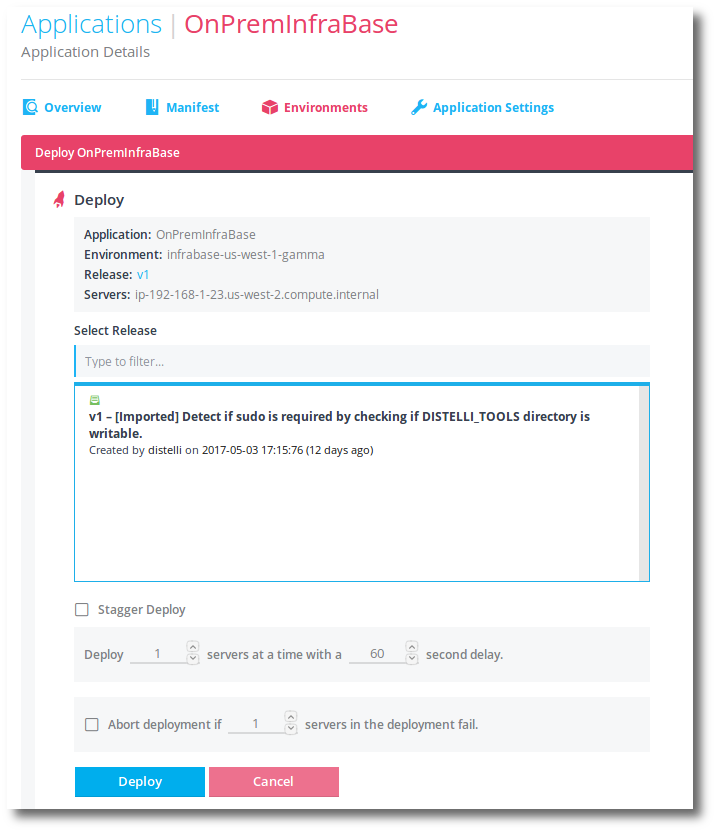 Applications | OnPremInfraBase
Application Details
Overview Manifest Environments Application Settings
Deploy OnPremInfraBase
Deploy
Application: OnPremInfraBase
Environment: infrabase-us-west-1-gamma
Release: v1
Servers: ip-192-168-1-23.us-west-2.compute.internal
Select Release
Type to filter...
v1 – [Imported] Detect if sudo is required by checking if DISTELLI_TOOLS directory is
writable.
Created by distelli on 2017-05-03 17:15:76 (12 days ago)
Stagger Deploy
Deploy 1 servers at a time with a 60 second delay.
Abort deployment if 1 servers in the deployment fail.
Deploy Cancel